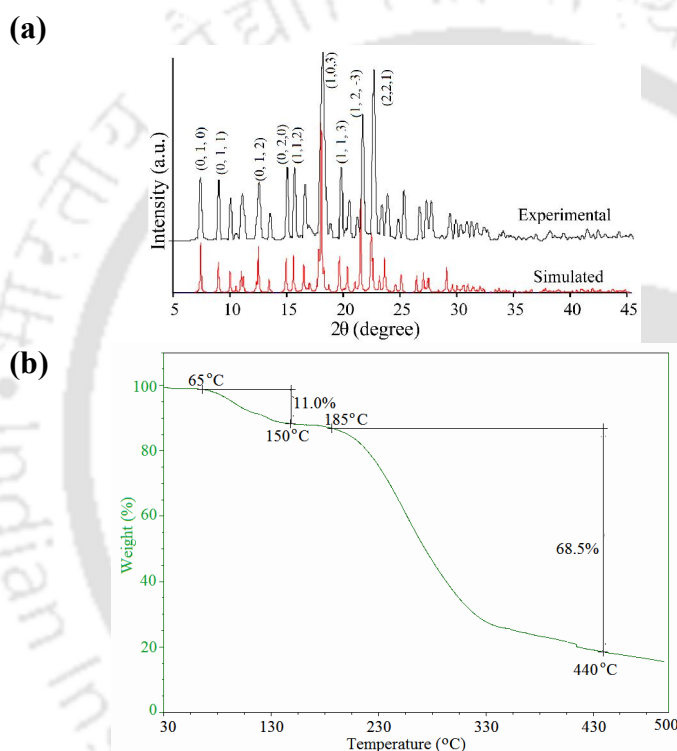 (a)
Intensity (a.u.)
(0, 1, 0)
(0, 1, 1)
(0, 1, 2)
(0, 2, 0)
(1,1,2)
(1,0,3)
(1, 1, 3)
(1, 2, -3)
(2,2,1)
Experimental
Simulated
5 10 15 20 25 30 35 40 45
2θ (degree)
(b)
Weight (%)
100
80
60
40
20
0
65°C
11.0%
150°C
185°C
68.5%
440°C
30 130 230 330 430 500
Temperature (°C)
Indian In